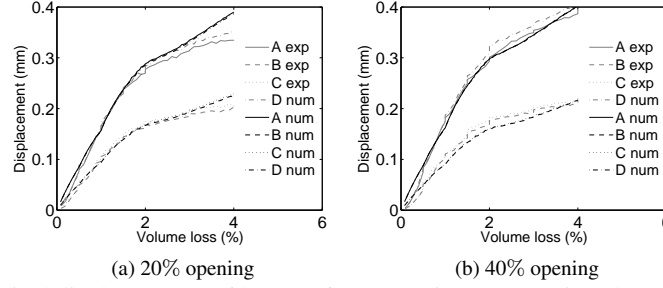 0.4
0.3
0.2
0.1
0
Displacement (mm)
0 2 4 6
Volume loss (%)
A exp
B exp
C exp
D num
A num
B num
C num
D num
(a) 20% opening
0.4
0.3
0.2
0.1
0
Displacement (mm)
0 2 4
Volume loss (%)
A exp
B exp
C exp
D num
A num
B num
C num
D num
(b) 40% opening